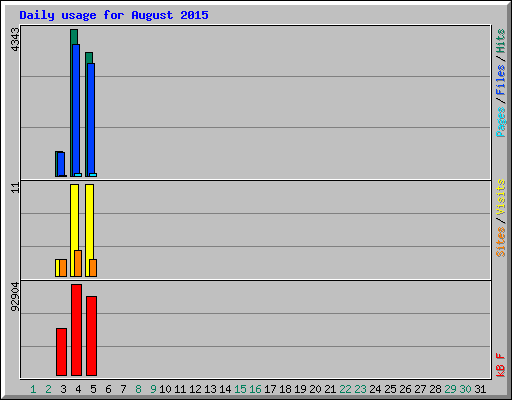 Daily usage for August 2015
4343
Pages / Files / Hits
11
Sites / Visits
92904
kB F
1 2 3 4 5 6 7 8 9 10 11 12 13 14 15 16 17 18 19 20 21 22 23 24 25 26 27 28 29 30 31